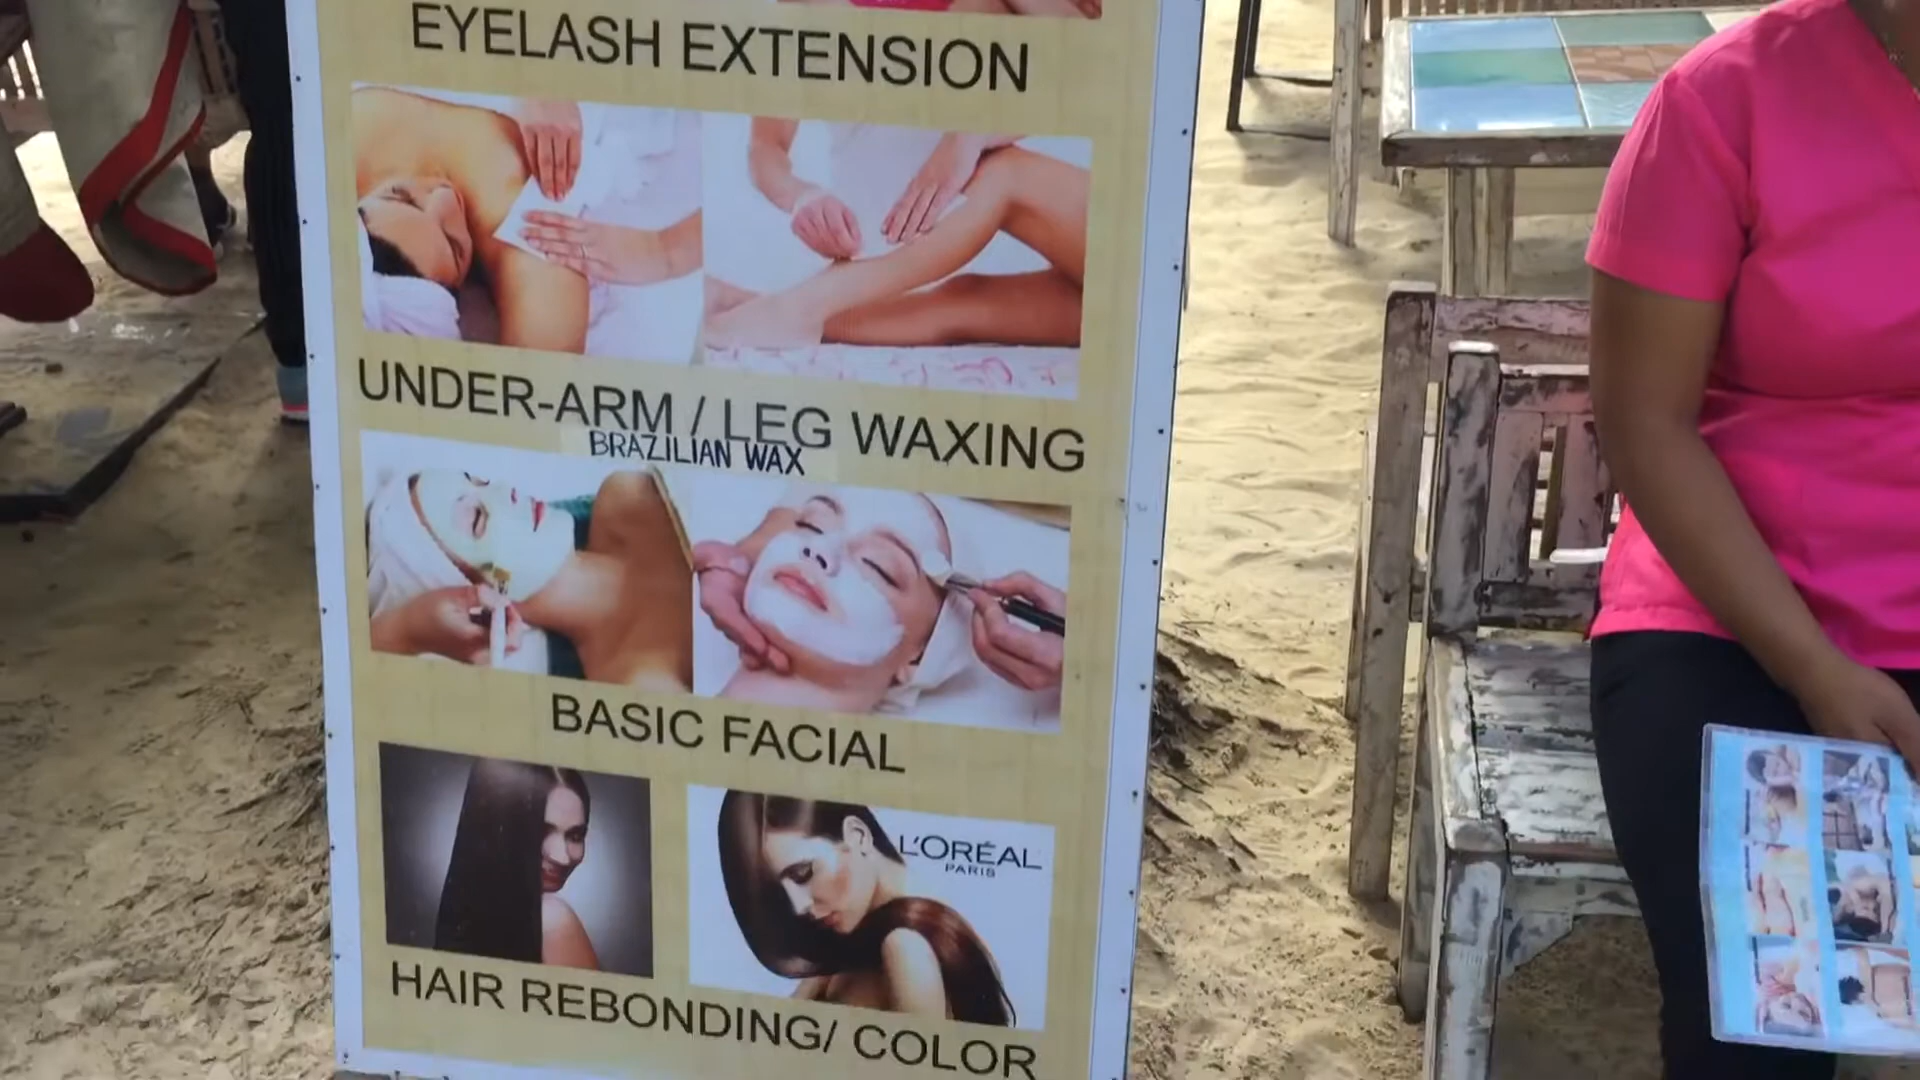 EYELASH EXTENSION
UNDER-ARM / LEG WAXING
BRAZILIAN WAX
BASIC FACIAL
L'ORÉAL
PARIS
HAIR REBONDING/ COLOR